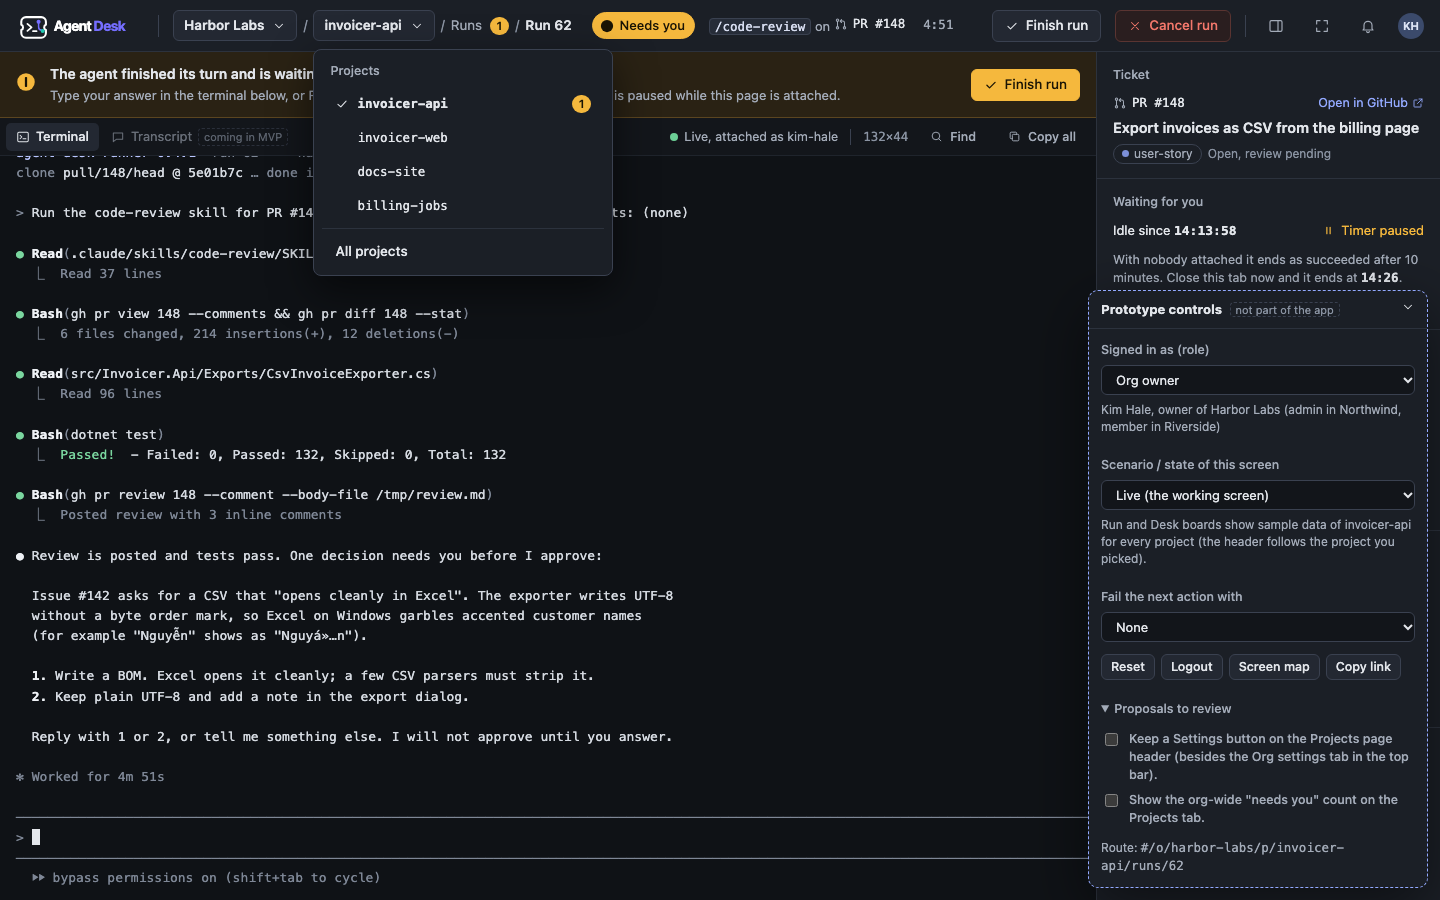 Agent Desk
Harbor Labs / invoicer-api / Runs 1 / Run 62 Needs you /code-review on PR #148 4:51 Finish run Cancel run KH
The agent finished its turn and is waitin
Type your answer in the terminal below, or F is paused while this page is attached.
Finish run
Projects
invoicer-api 1
invoicer-web
docs-site
billing-jobs
All projects
Terminal Transcript coming in MVP Live, attached as kim-hale 132×44 Find Copy all
clone pull/148/head @ 5e01b7c … done i
> Run the code-review skill for PR #14 ts: (none)
● Read(.claude/skills/code-review/SKIL
⎿ Read 37 lines
● Bash(gh pr view 148 --comments && gh pr diff 148 --stat)
⎿ 6 files changed, 214 insertions(+), 12 deletions(-)
● Read(src/Invoicer.Api/Exports/CsvInvoiceExporter.cs)
⎿ Read 96 lines
● Bash(dotnet test)
⎿ Passed! - Failed: 0, Passed: 132, Skipped: 0, Total: 132
● Bash(gh pr review 148 --comment --body-file /tmp/review.md)
⎿ Posted review with 3 inline comments
● Review is posted and tests pass. One decision needs you before I approve:
Issue #142 asks for a CSV that "opens cleanly in Excel". The exporter writes UTF-8
without a byte order mark, so Excel on Windows garbles accented customer names
(for example "Nguyễn" shows as "Nguyá»…n").
1. Write a BOM. Excel opens it cleanly; a few CSV parsers must strip it.
2. Keep plain UTF-8 and add a note in the export dialog.
Reply with 1 or 2, or tell me something else. I will not approve until you answer.
✻ Worked for 4m 51s
>
⏵⏵ bypass permissions on (shift+tab to cycle)
Ticket
PR #148 Open in GitHub
Export invoices as CSV from the billing page
user-story Open, review pending
Waiting for you
Idle since 14:13:58 Timer paused
With nobody attached it ends as succeeded after 10
minutes. Close this tab now and it ends at 14:26.
Prototype controls not part of the app
Signed in as (role)
Org owner
Kim Hale, owner of Harbor Labs (admin in Northwind,
member in Riverside)
Scenario / state of this screen
Live (the working screen)
Run and Desk boards show sample data of invoicer-api
for every project (the header follows the project you
picked).
Fail the next action with
None
Reset Logout Screen map Copy link
▼ Proposals to review
Keep a Settings button on the Projects page
header (besides the Org settings tab in the top
bar).
Show the org-wide "needs you" count on the
Projects tab.
Route: #/o/harbor-labs/p/invoicer-
api/runs/62